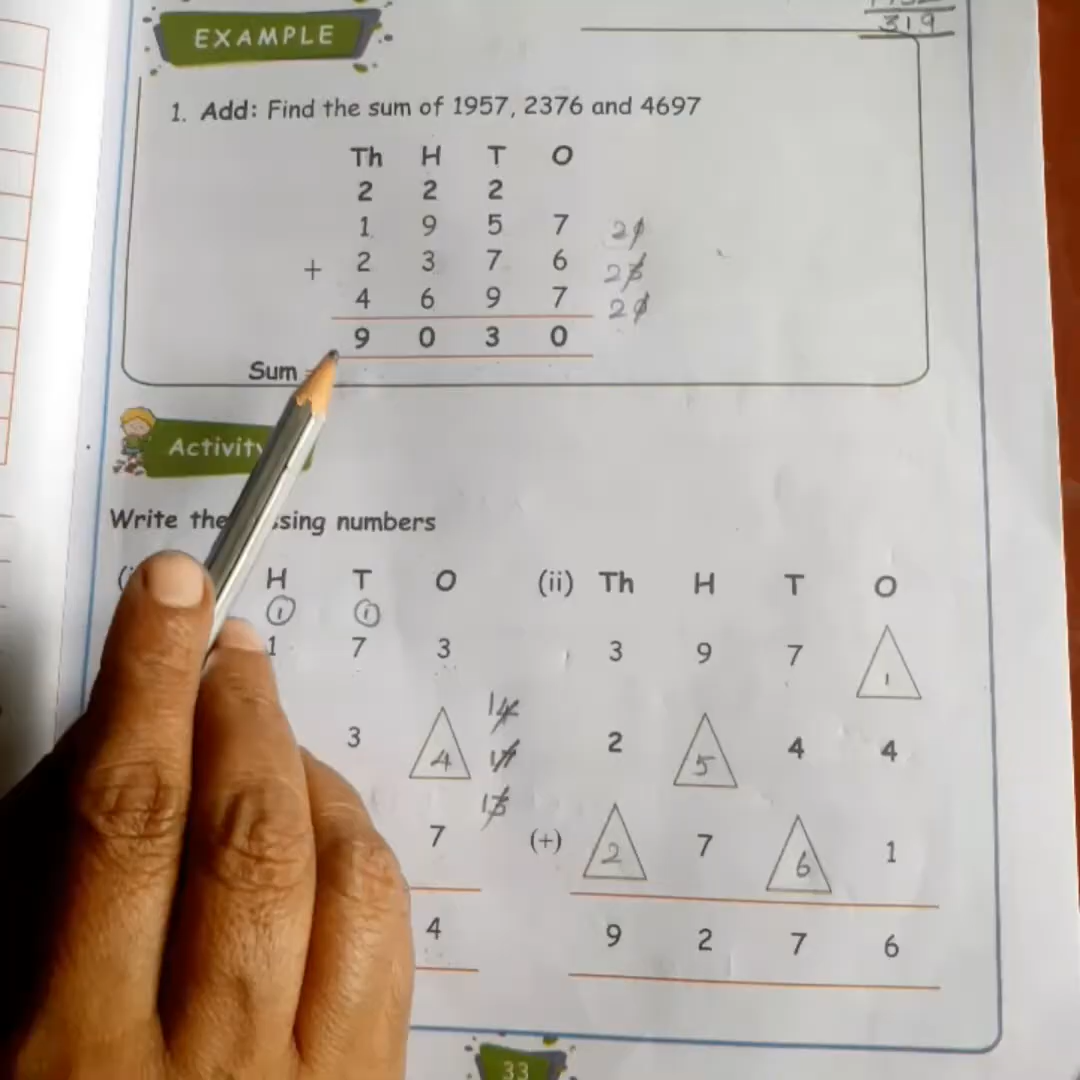 319
EXAMPLE
1. Add: Find the sum of 1957, 2376 and 4697
Th H T O
2 2 2
1 9 5 7
+ 2 3 7 6
4 6 9 7
9 0 3 0
Sum
Activity
Write the numbers
H T O
1 1
1 7 3
3 4
7
4
(ii) Th H T O
3 9 7 1
2 5 4 4
(+) 2 7 6 1
9 2 7 6
33